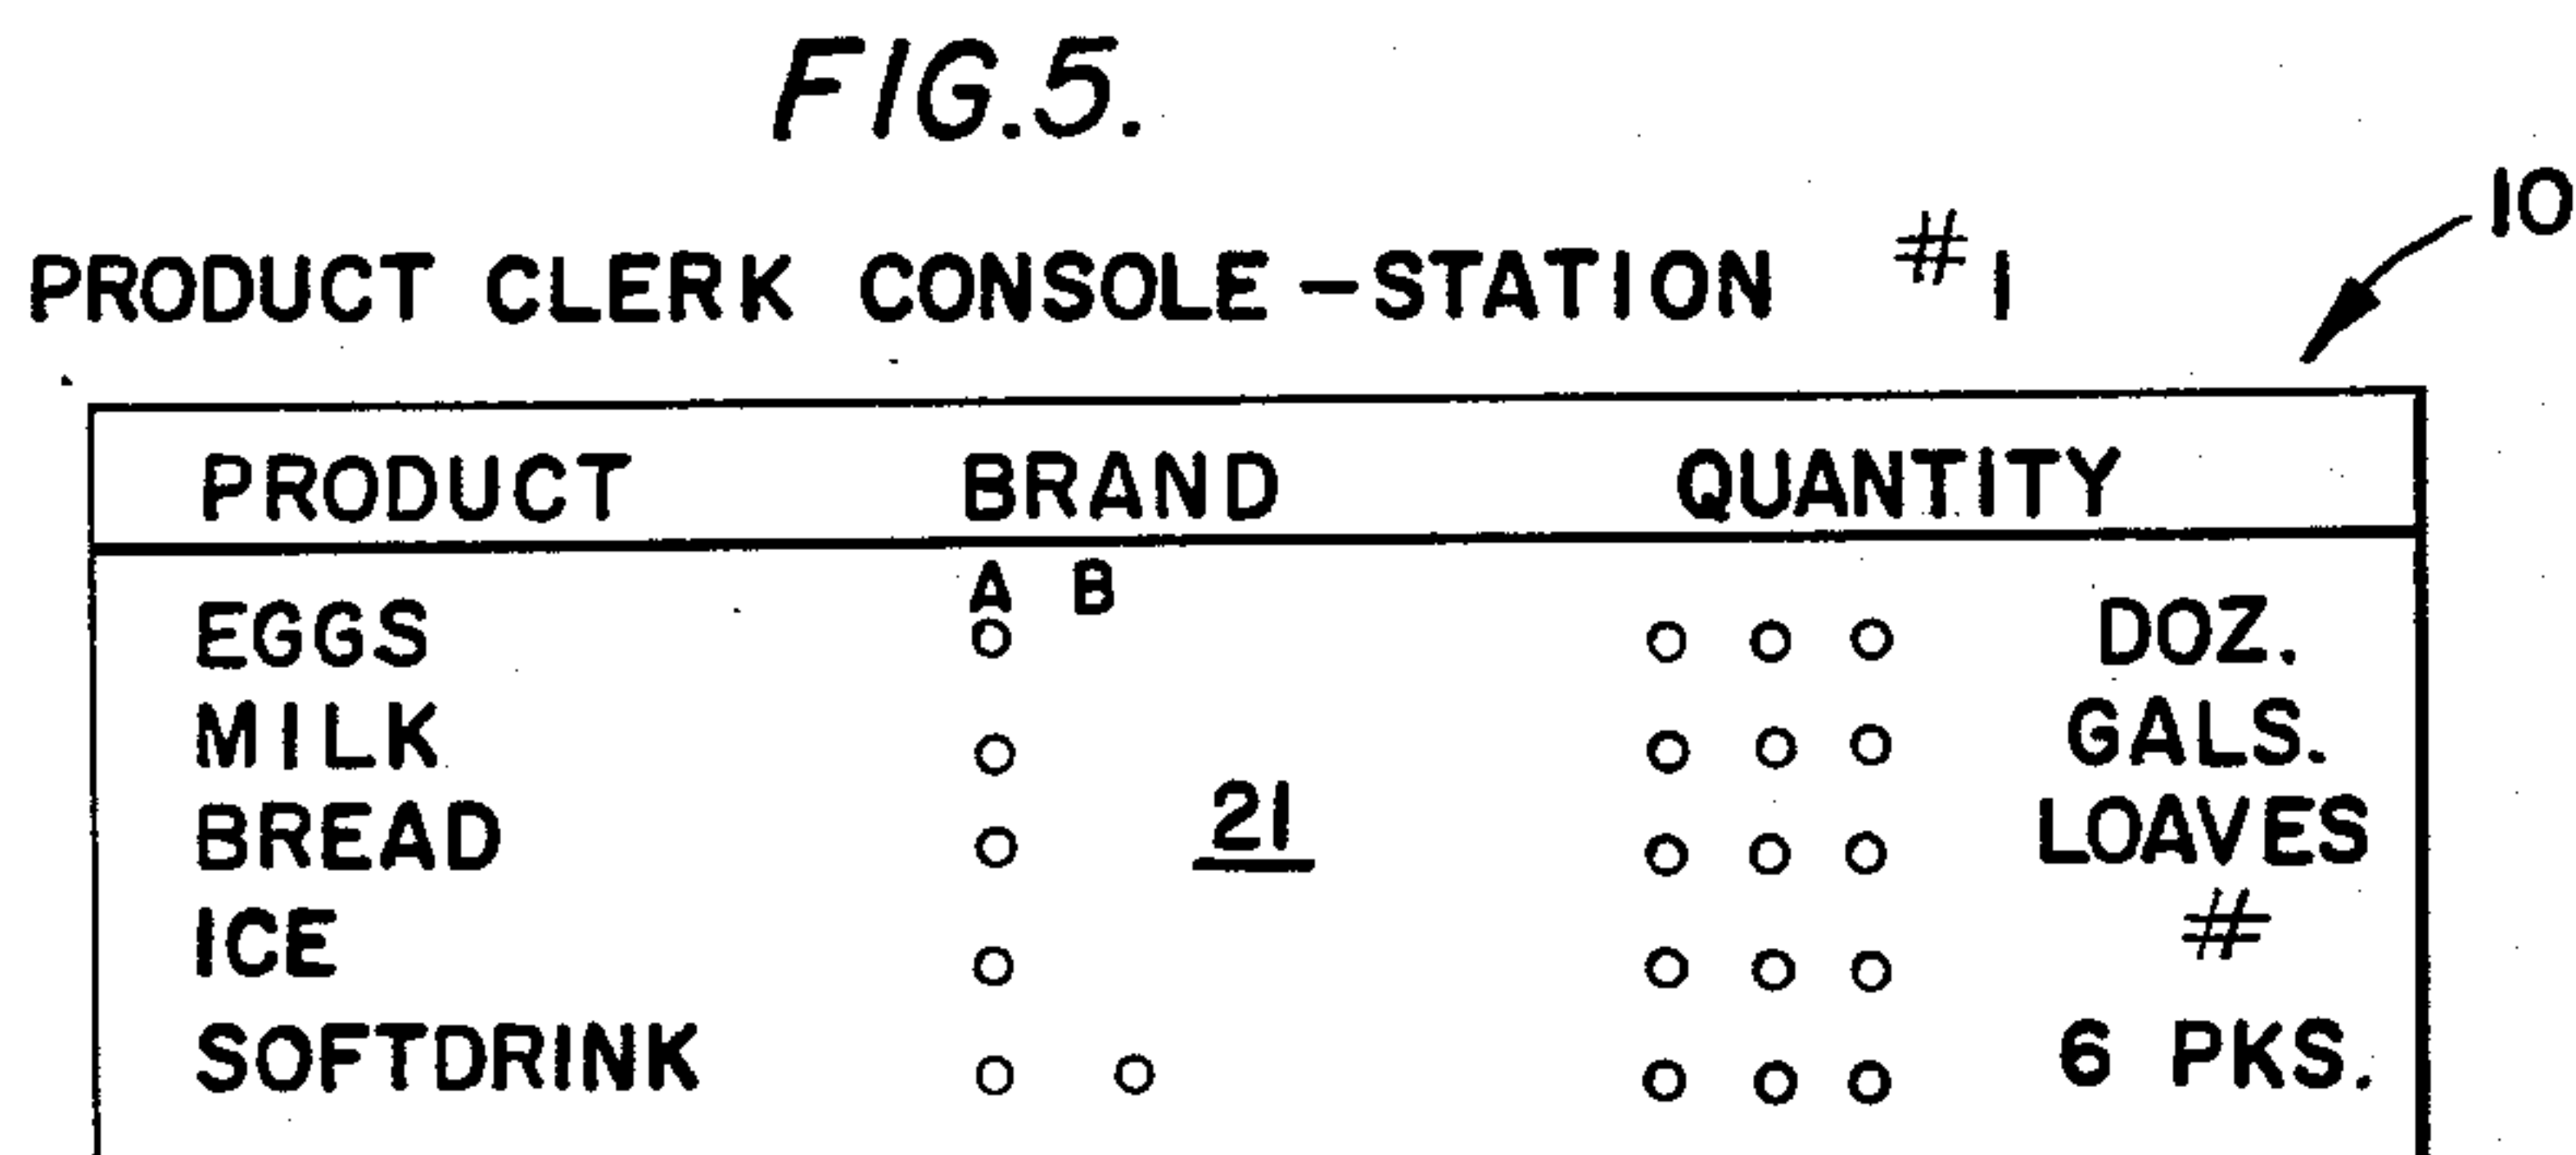 FIG.5.
10
PRODUCT CLERK CONSOLE-STATION #1
PRODUCT BRAND QUANTITY
A B
EGGS DOZ.
MILK GALS.
BREAD 21 LOAVES
ICE #
SOFTDRINK 6 PKS.